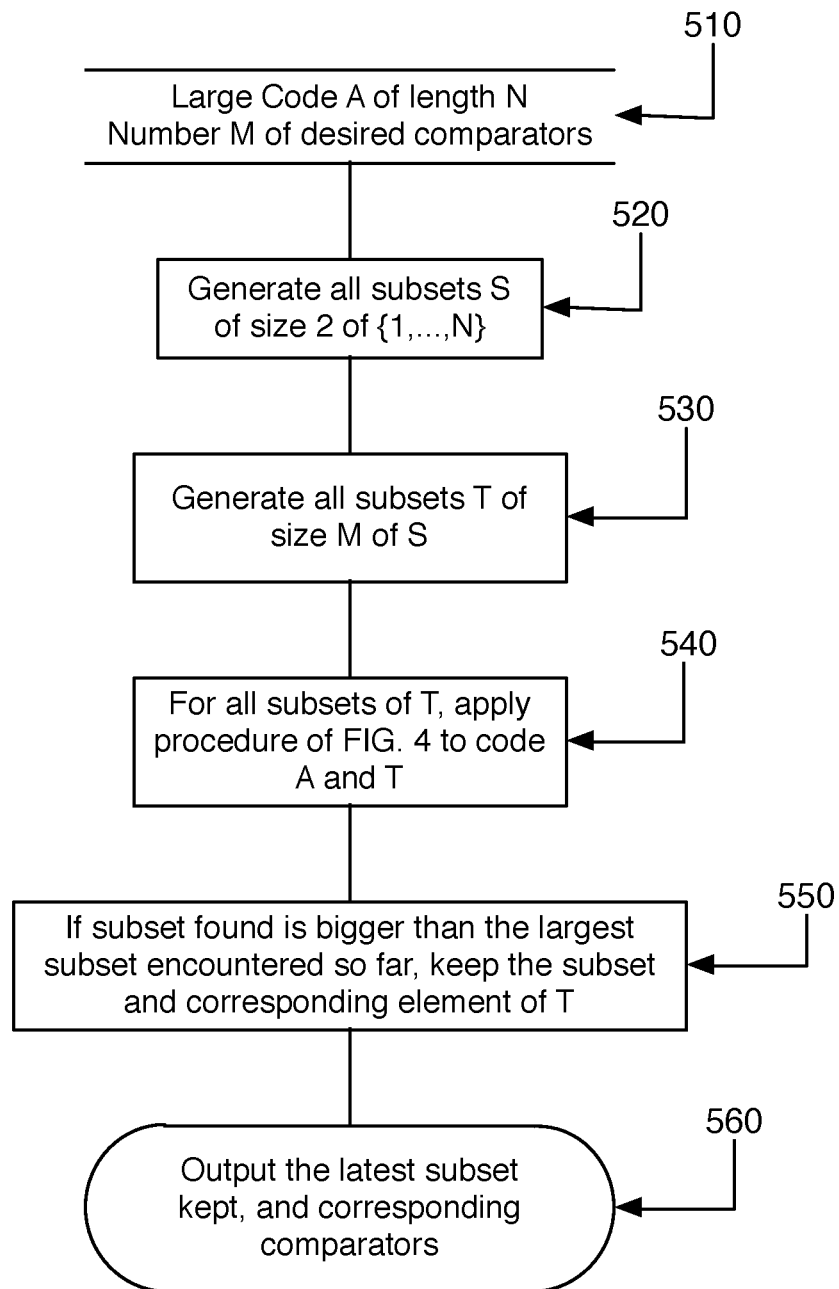 510
Large Code A of length N
Number M of desired comparators
520
Generate all subsets S
of size 2 of {1,...,N}
530
Generate all subsets T of
size M of S
540
For all subsets of T, apply
procedure of FIG. 4 to code
A and T
550
If subset found is bigger than the largest
subset encountered so far, keep the subset
and corresponding element of T
560
Output the latest subset
kept, and corresponding
comparators